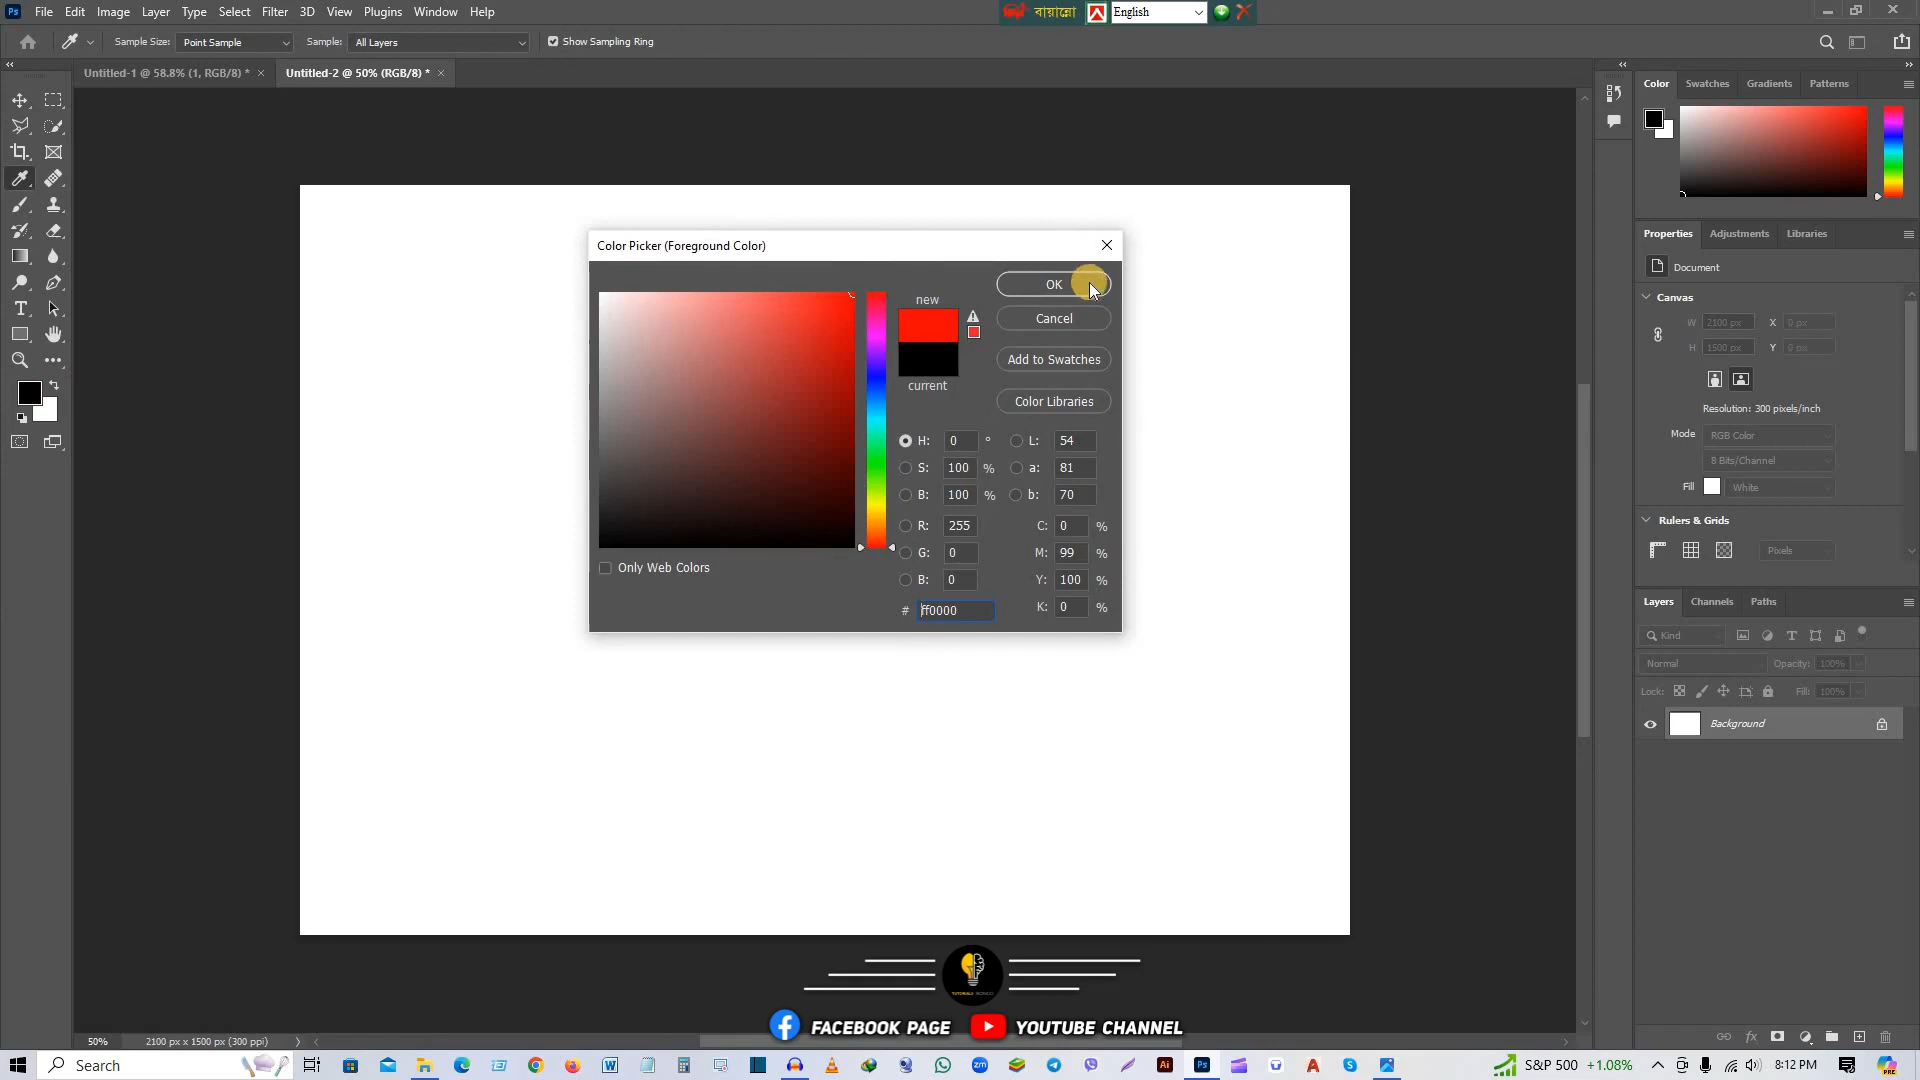 Ps File Edit Image Layer Type Select Filter 3D View Plugins Window Help
বায়ান্নো English
Sample Size: Point Sample Sample: All Layers Show Sampling Ring
Untitled-1 @ 58.8% (1, RGB/8) * × Untitled-2 @ 50% (RGB/8) * ×
Color Swatches Gradients Patterns
Properties Adjustments Libraries
Document
Canvas
W 2100 px X 0 px
H 1500 px Y 0 px
Resolution: 300 pixels/inch
Mode RGB Color
8 Bits/Channel
Fill White
Rulers & Grids
Pixels
Layers Channels Paths
Kind
Normal Opacity: 100%
Lock: Fill: 100%
Background
Color Picker (Foreground Color)
new
current
OK
Cancel
Add to Swatches
Color Libraries
H: 0 ° L: 54
S: 100 % a: 81
B: 100 % b: 70
R: 255 C: 0 %
G: 0 M: 99 %
B: 0 Y: 100 %
# ff0000 K: 0 %
Only Web Colors
FACEBOOK PAGE YOUTUBE CHANNEL
50% 2100 px x 1500 px (300 ppi)
Search
S&P 500 +1.08% 8:12 PM